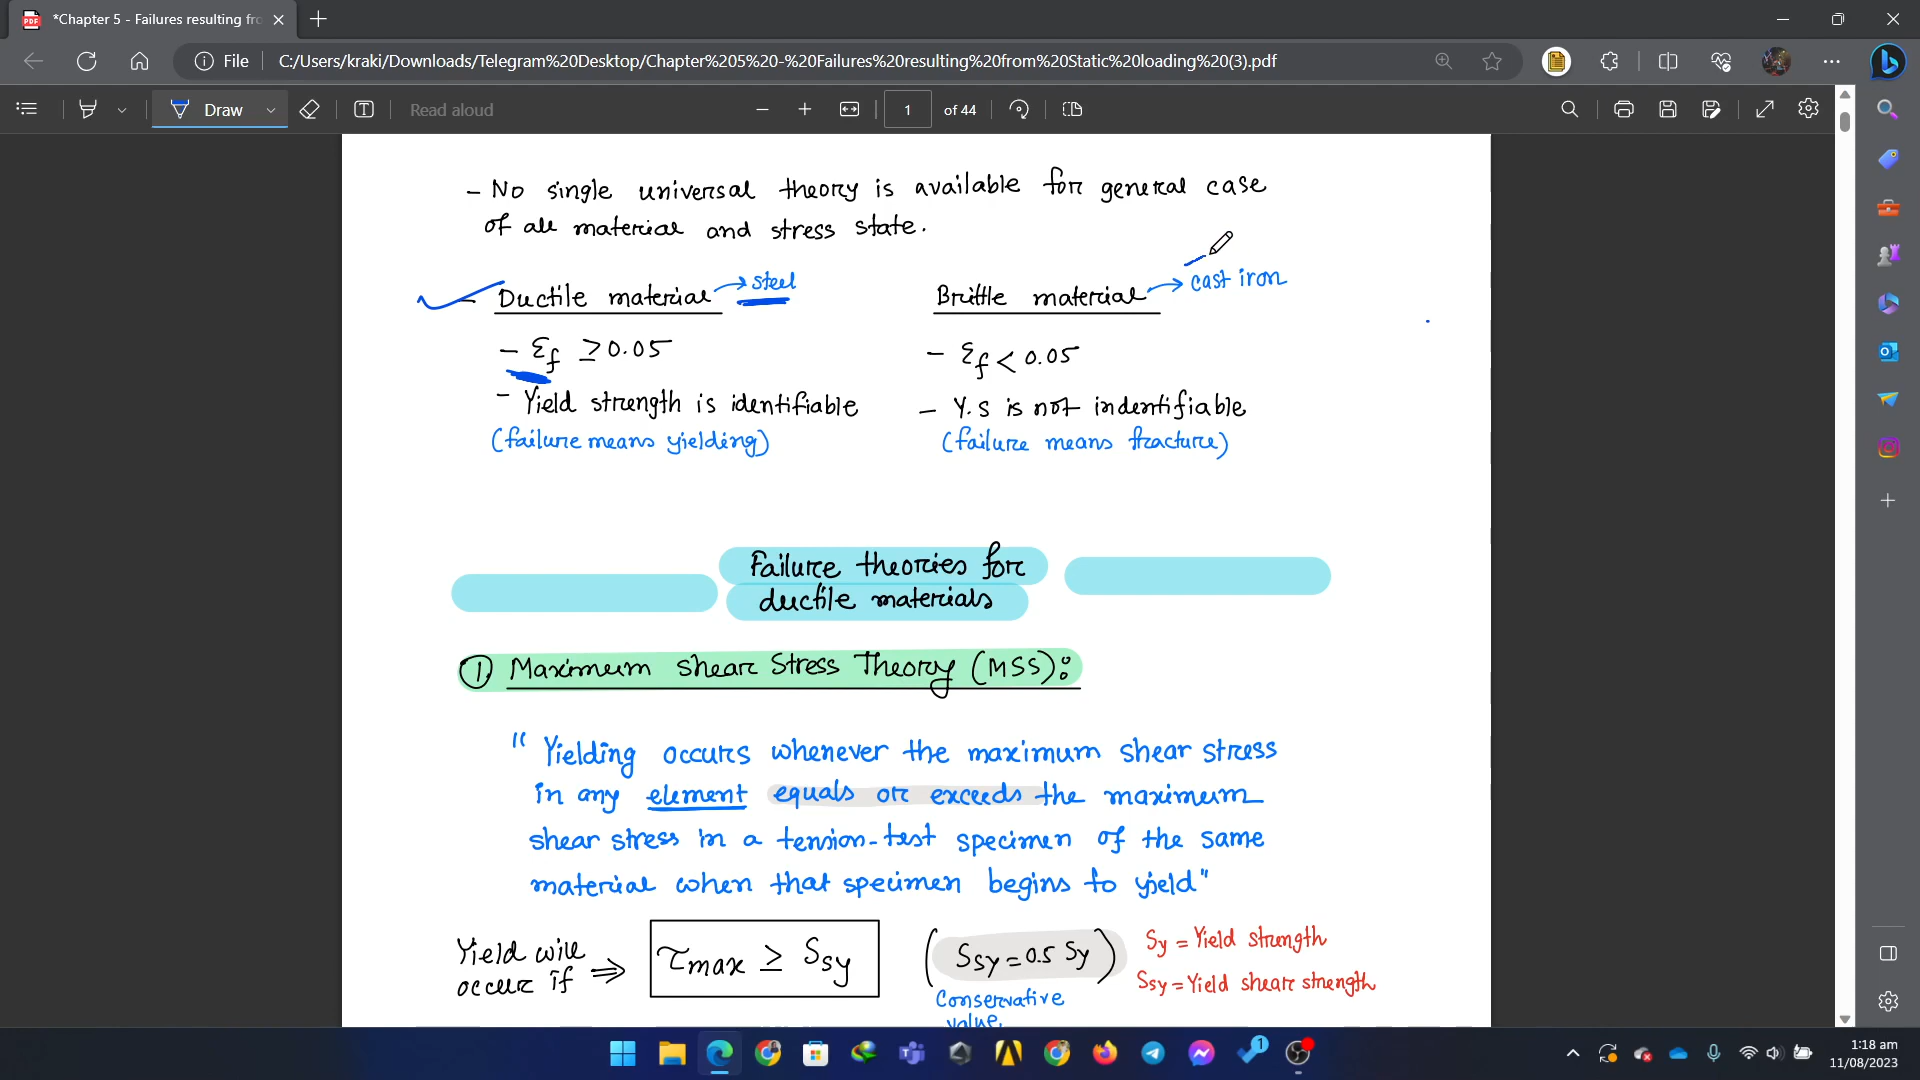 *Chapter 5 - Failures resulting fro
File
C:/Users/kraki/Downloads/Telegram%20Desktop/Chapter%205%20-%20Failures%20resulting%20from%20Static%20loading%20(3).pdf
Draw
Read aloud
1 of 44
- No single universal theory is available for general case
of all material and stress state.
- Ductile material → steel
Brittle material → cast iron
- Ɛf ≥ 0.05
- Ɛf < 0.05
- Yield strength is identifiable
- Y.S is not indentifiable
(failure means yielding)
(failure means fracture)
Failure theories for
ductile materials
1. Maximum shear Stress Theory (MSS):
" Yielding occurs whenever the maximum shear stress
in any element equals or exceeds the maximum
shear stress in a tension-test specimen of the same
material when that specimen begins to yield"
Yield will
occur if ⇒ τmax ≥ Ssy
(Ssy = 0.5 Sy)
Sy = Yield strength
Ssy = Yield shear strength
Conservative
value.
1
1:18 am
11/08/2023